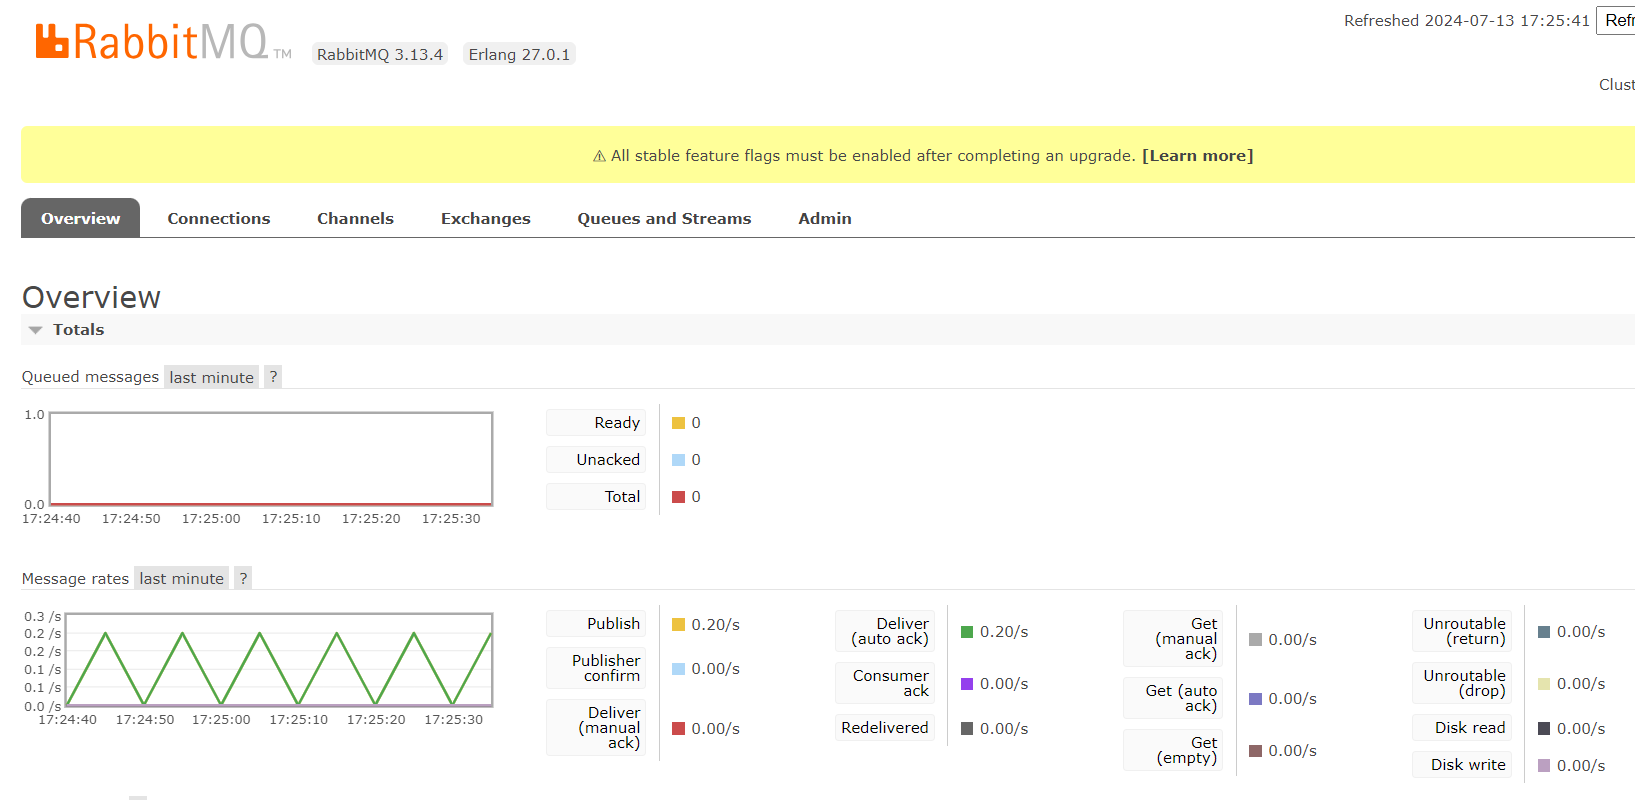 RabbitMQ TM RabbitMQ 3.13.4 Erlang 27.0.1
Refreshed 2024-07-13 17:25:41 Refr
Clust
⚠ All stable feature flags must be enabled after completing an upgrade. [Learn more]
Overview Connections Channels Exchanges Queues and Streams Admin
Overview
Totals
Queued messages last minute ?
1.0
0.0
17:24:40 17:24:50 17:25:00 17:25:10 17:25:20 17:25:30
Ready 0
Unacked 0
Total 0
Message rates last minute ?
0.3 /s
0.2 /s
0.2 /s
0.1 /s
0.1 /s
0.0 /s
17:24:40 17:24:50 17:25:00 17:25:10 17:25:20 17:25:30
Publish 0.20/s
Publisher
confirm 0.00/s
Deliver
(manual
ack) 0.00/s
Deliver
(auto ack) 0.20/s
Consumer
ack 0.00/s
Redelivered 0.00/s
Get
(manual
ack) 0.00/s
Get (auto
ack) 0.00/s
Get
(empty) 0.00/s
Unroutable
(return) 0.00/s
Unroutable
(drop) 0.00/s
Disk read 0.00/s
Disk write 0.00/s